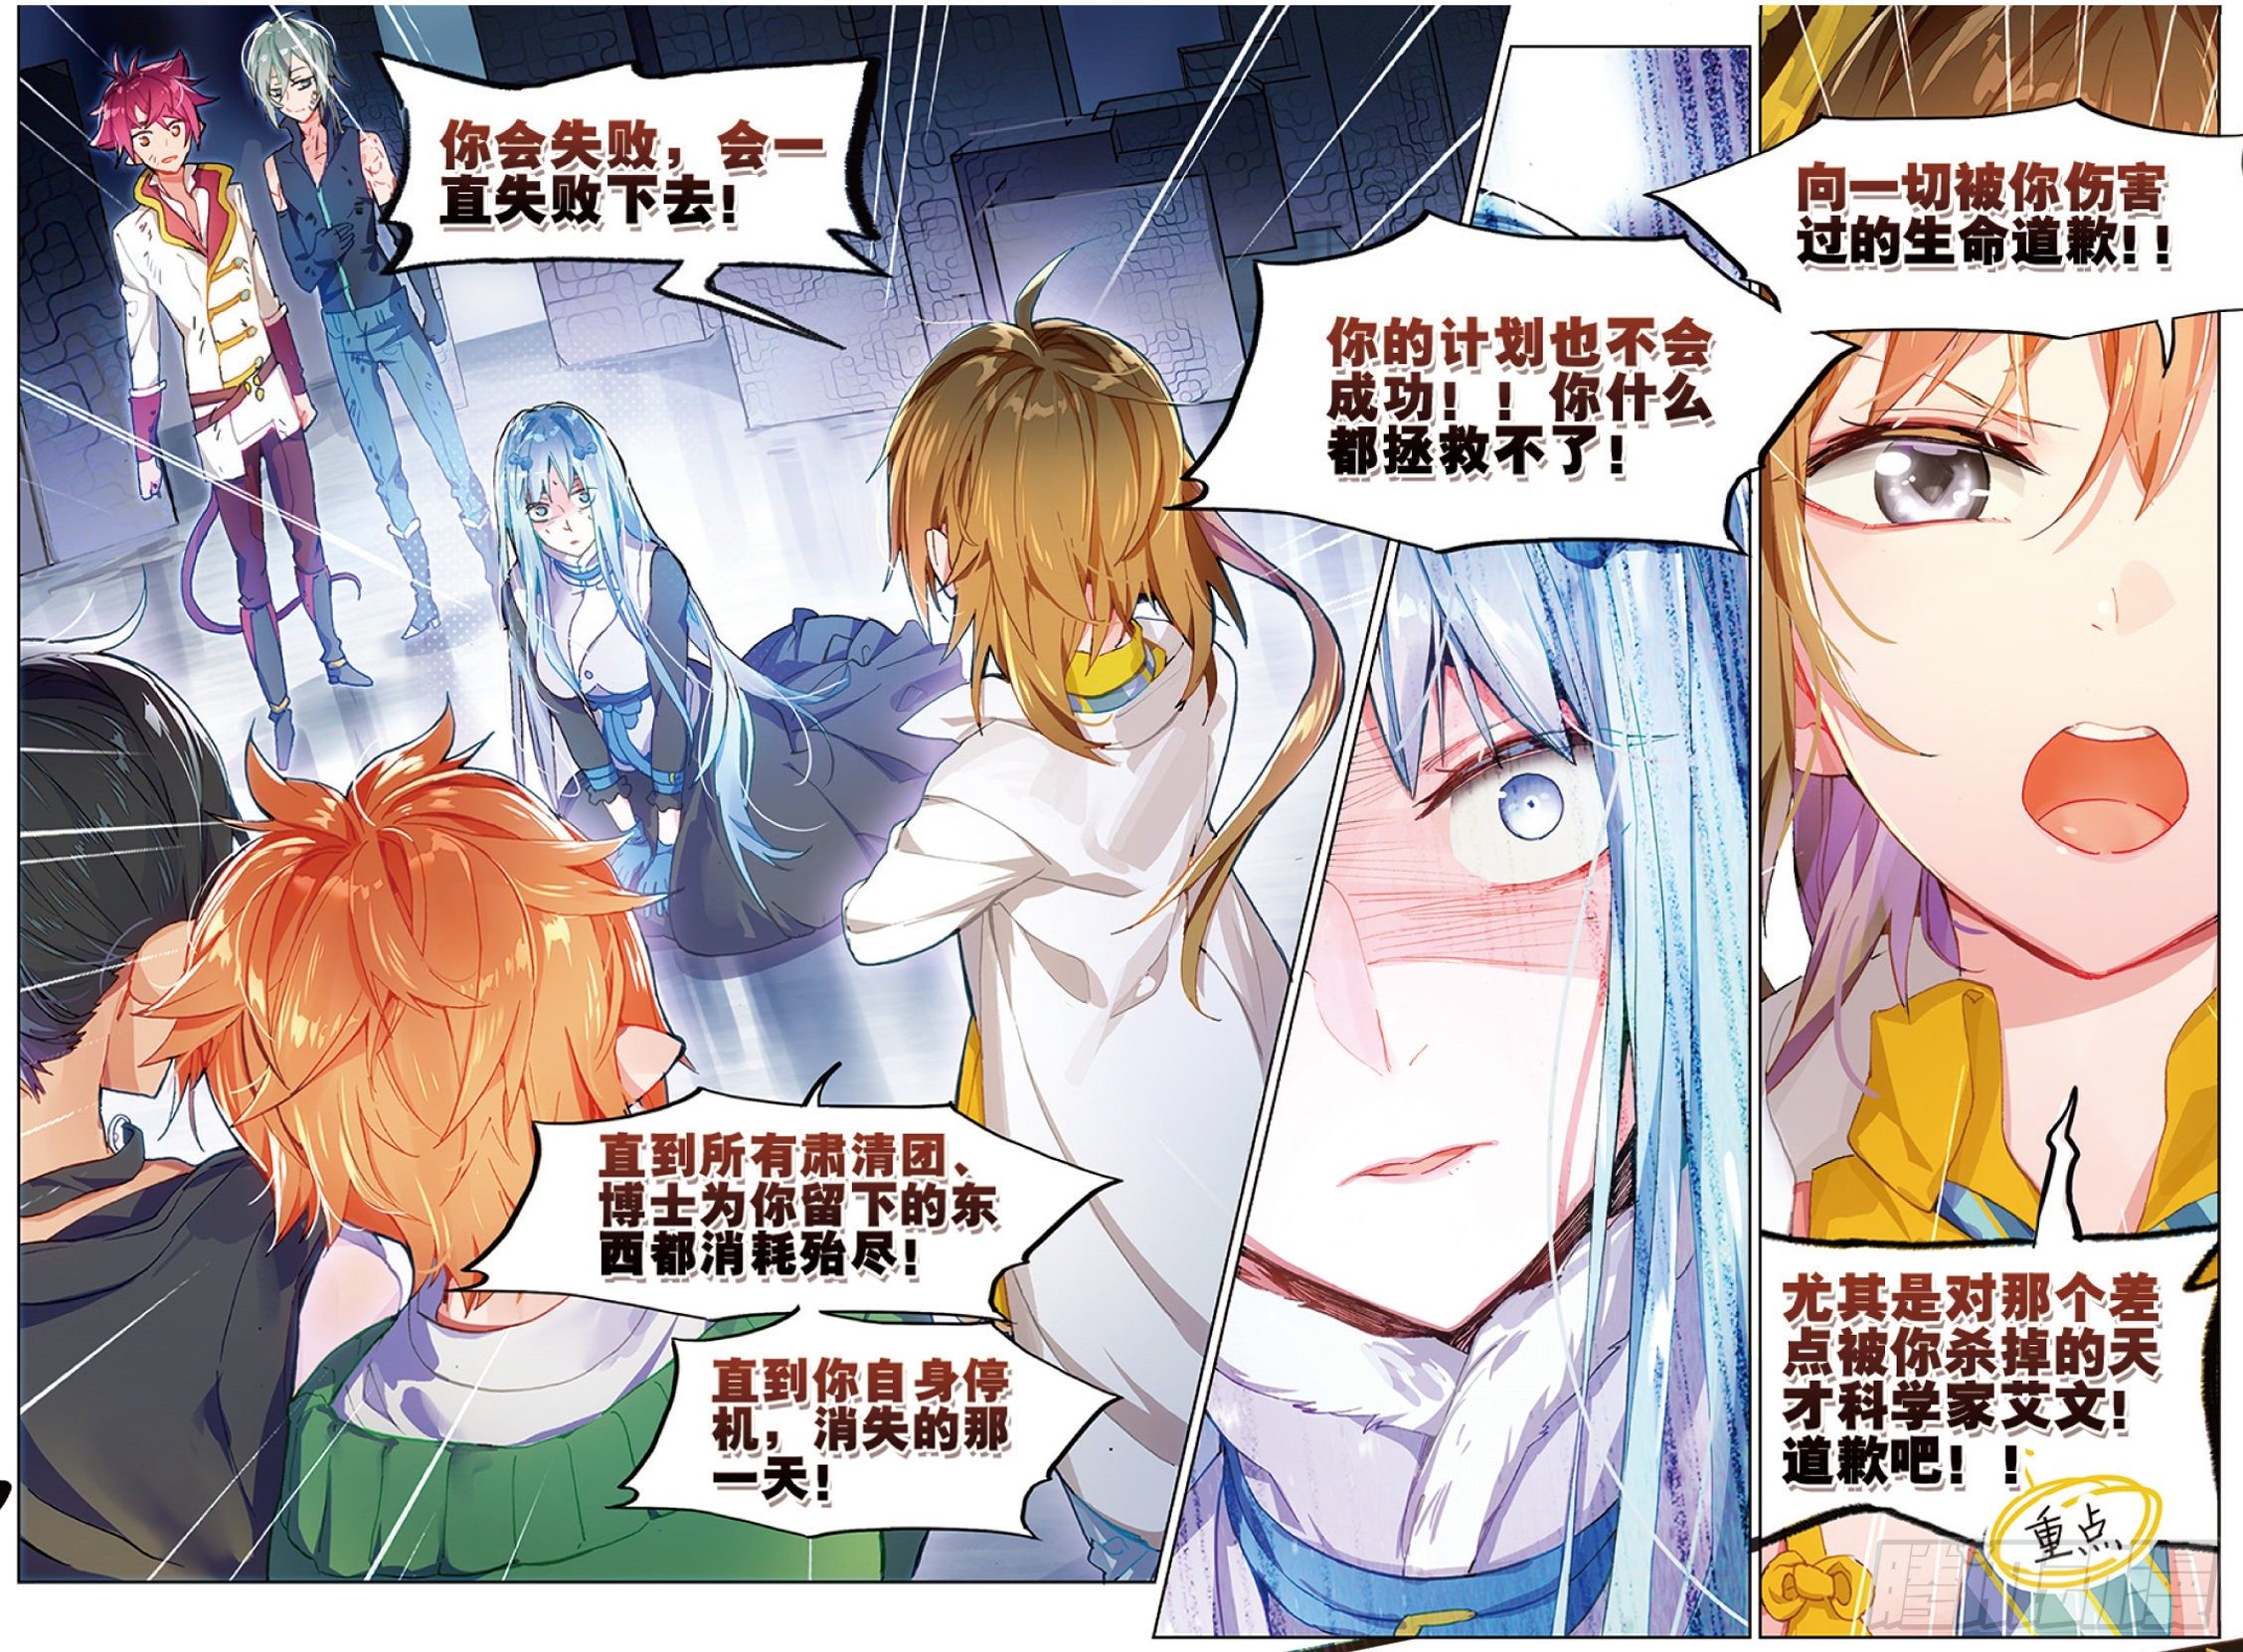 你会失败，会一
直失败下去！
直到所有肃清团、
博士为你留下的东
西都消耗殆尽！
直到你自身停
机，消失的那
一天！
你的计划也不会
成功！！你什么
都拯救不了！
向一切被你伤害
过的生命道歉！！
尤其是对那个差
点被你杀掉的天
才科学家艾文！
道歉吧！！
重点
腾讯动漫